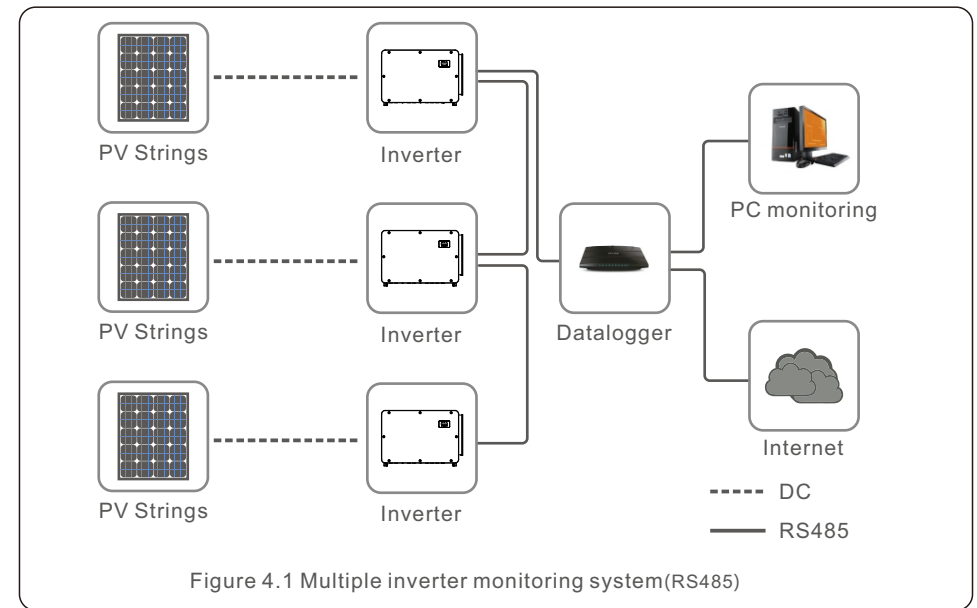 PV Strings
Inverter
PC monitoring
PV Strings
Inverter
Datalogger
PV Strings
Inverter
Internet
DC
RS485
Figure 4.1 Multiple inverter monitoring system(RS485)